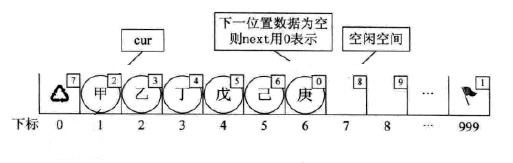 下一位置数据为空
则next用0表示
cur
空闲空间
7 2 3 4 5 6 0 8 9 1
甲 乙 丁 戊 己 庚 ...
下标 0 1 2 3 4 5 6 7 8 ... 999